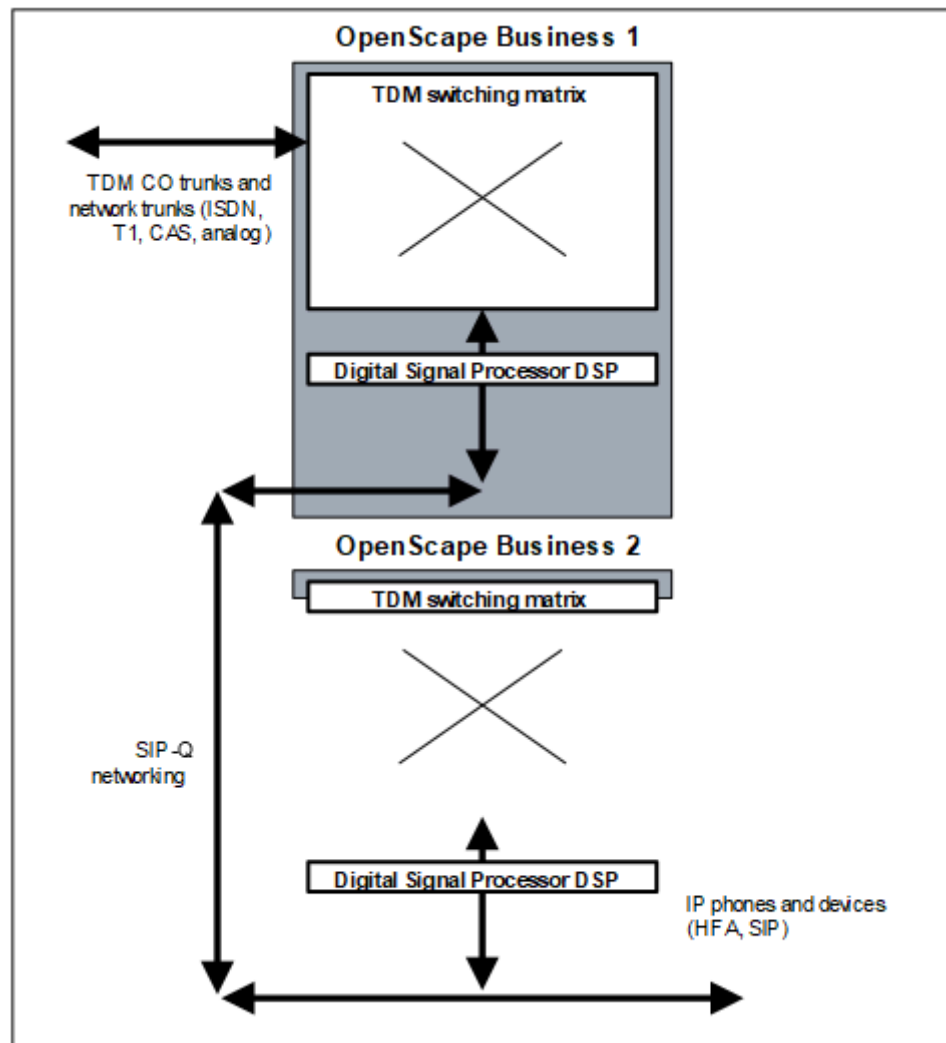 OpenScape Business 1
TDM switching matrix
TDM CO trunks and
network trunks (ISDN,
T1, CAS, analog)
Digital Signal Processor DSP
OpenScape Business 2
TDM switching matrix
SIP-Q
networking
Digital Signal Processor DSP
IP phones and devices
(HFA, SIP)